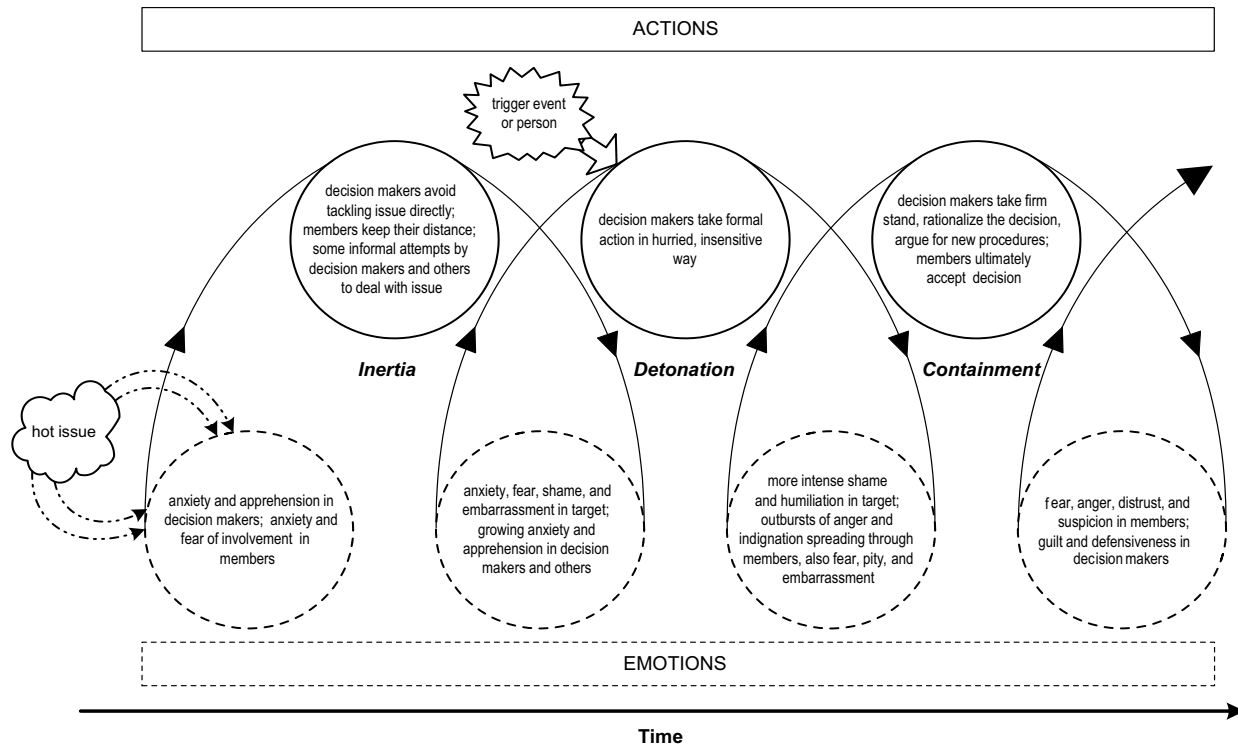 ACTIONS
trigger event
or person
decision makers avoid
tackling issue directly;
members keep their distance;
some informal attempts by
decision makers and others
to deal with issue
decision makers take formal
action in hurried, insensitive
way
decision makers take firm
stand, rationalize the decision,
argue for new procedures;
members ultimately
accept decision
Inertia
Detonation
Containment
hot issue
anxiety and apprehension in
decision makers; anxiety and
fear of involvement in
members
anxiety, fear, shame, and
embarrassment in target;
growing anxiety and
apprehension in decision
makers and others
more intense shame
and humiliation in target;
outbursts of anger and
indignation spreading through
members, also fear, pity, and
embarrassment
fear, anger, distrust, and
suspicion in members;
guilt and defensiveness in
decision makers
EMOTIONS
Time